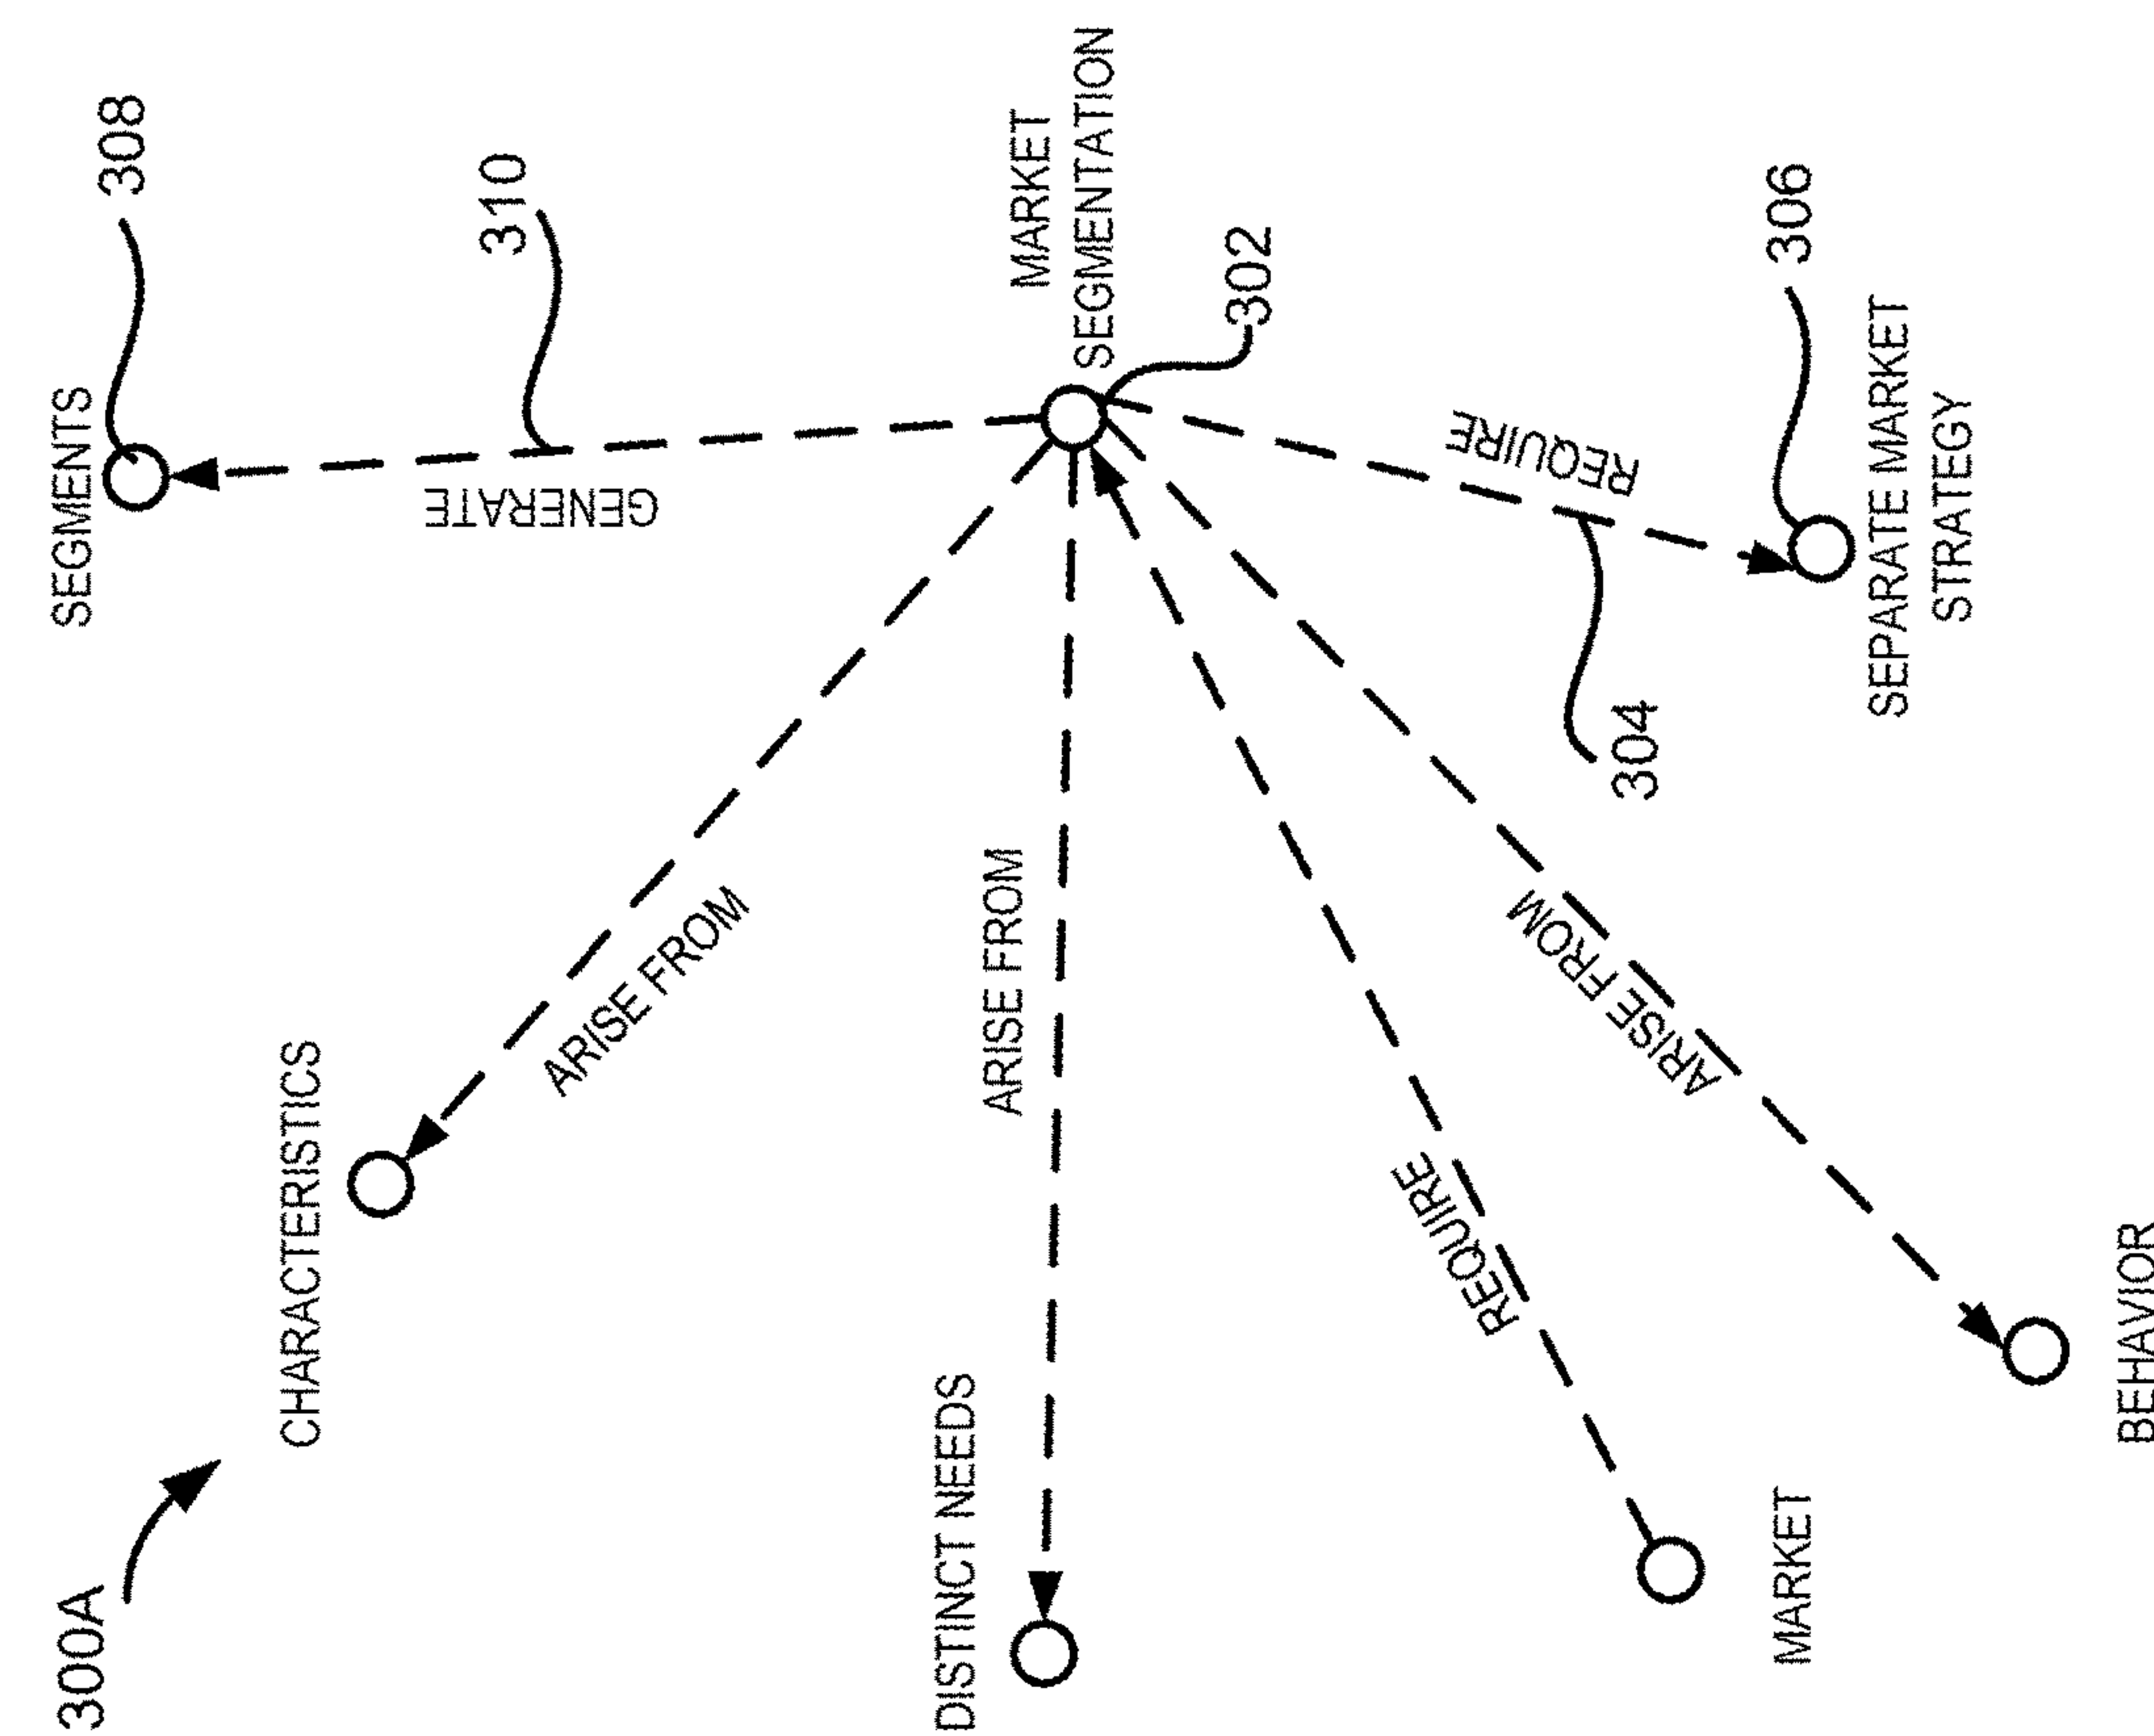 300A
CHARACTERISTICS
SEGMENTS
308
GENERATE
310
ARISE FROM
DISTINCT NEEDS
ARISE FROM
MARKET
SEGMENTATION
302
REQUIRE
ARISE FROM
REQUIRE
304
306
MARKET
SEPARATE MARKET
STRATEGY
BEHAVIOR